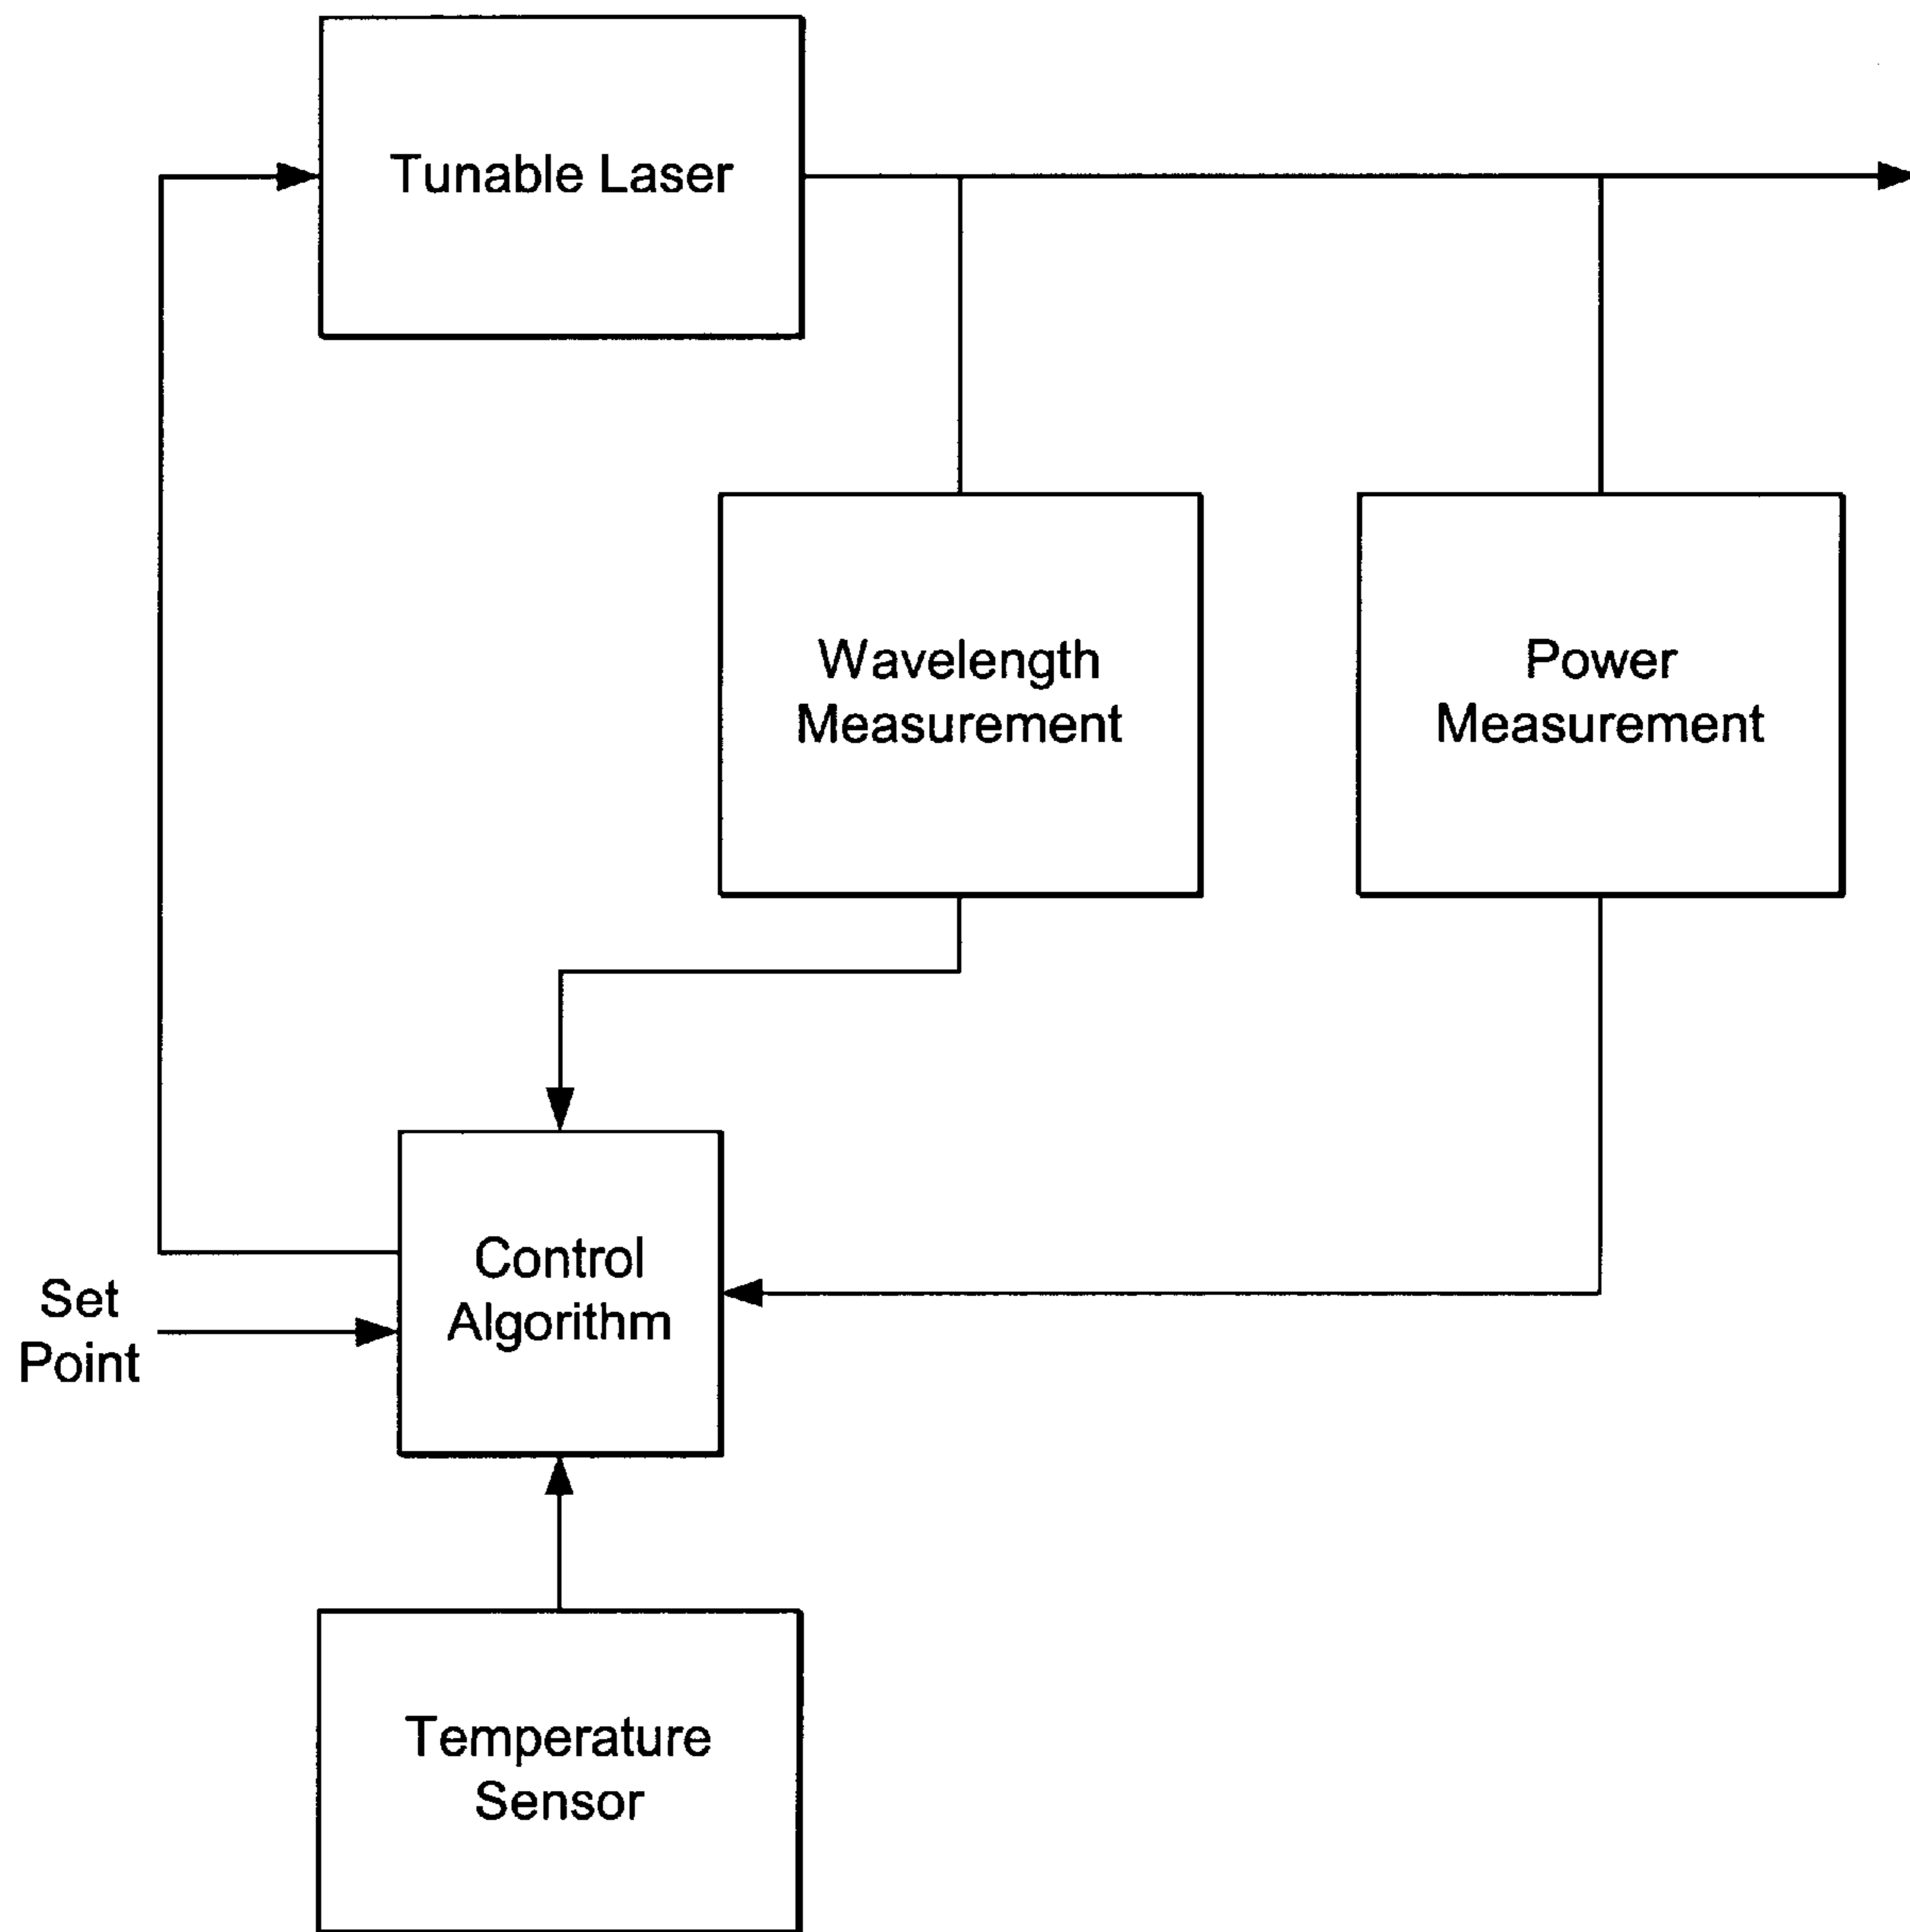 Tunable Laser
Wavelength
Measurement
Power
Measurement
Control
Algorithm
Set
Point
Temperature
Sensor